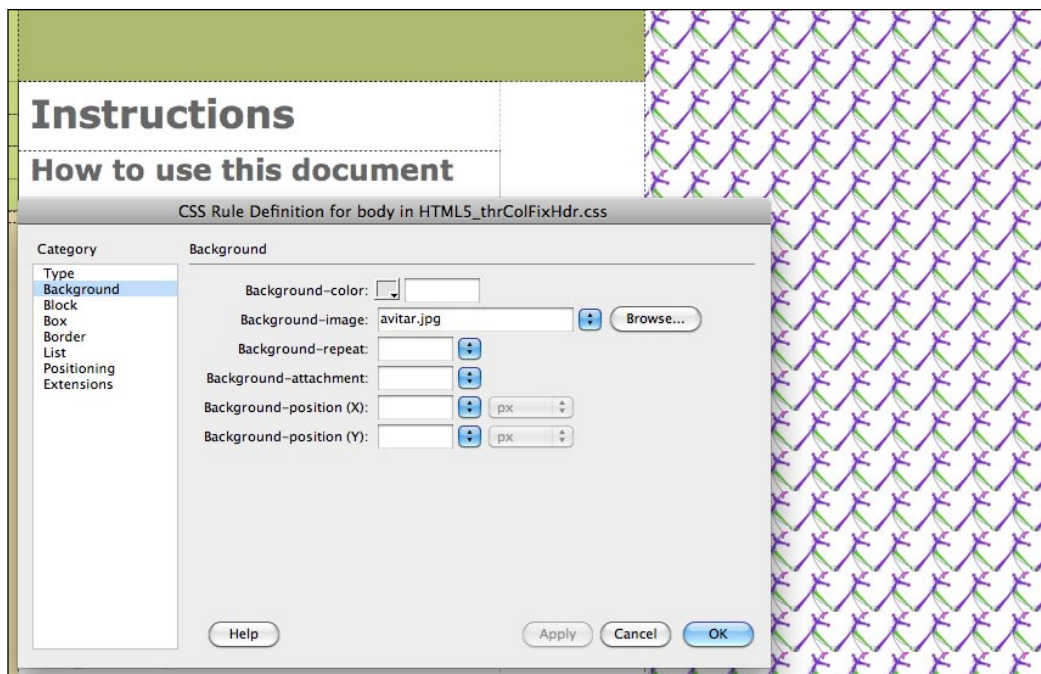 Instructions
How to use this document
CSS Rule Definition for body in HTML5_thrColFixHdr.css
Category
Type
Background
Block
Box
Border
List
Positioning
Extensions
Background
Background-color:
Background-image: avitar.jpg Browse...
Background-repeat:
Background-attachment:
Background-position (X): px
Background-position (Y): px
Help Apply Cancel OK